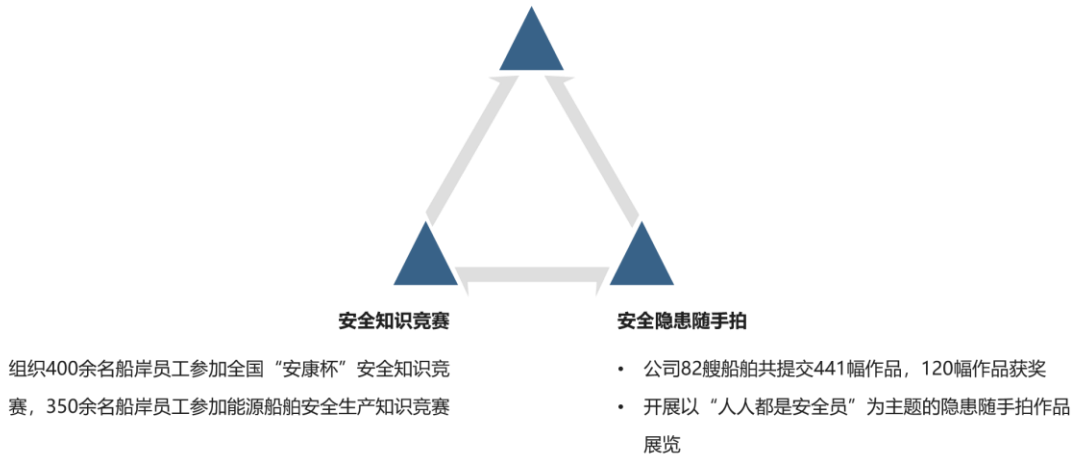 安全知识竞赛
组织400余名船岸员工参加全国“安康杯”安全知识竞
赛，350余名船岸员工参加能源船舶安全生产知识竞赛
安全隐患随手拍
• 公司82艘船舶共提交441幅作品，120幅作品获奖
• 开展以“人人都是安全员”为主题的隐患随手拍作品
展览